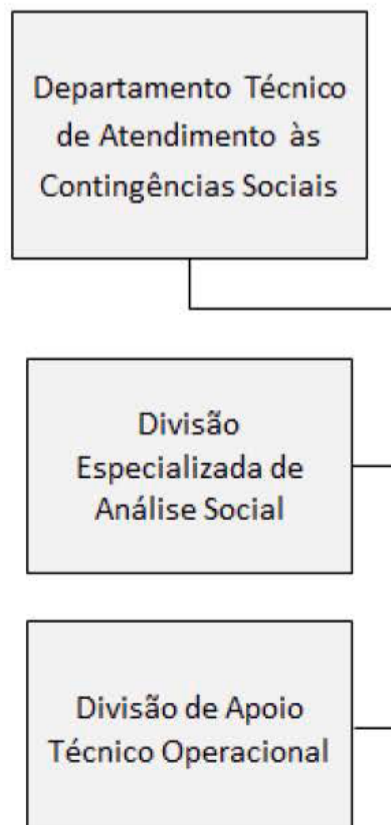 Departamento Técnico
de Atendimento às
Contingências Sociais
Divisão
Especializada de
Análise Social
Divisão de Apoio
Técnico Operacional